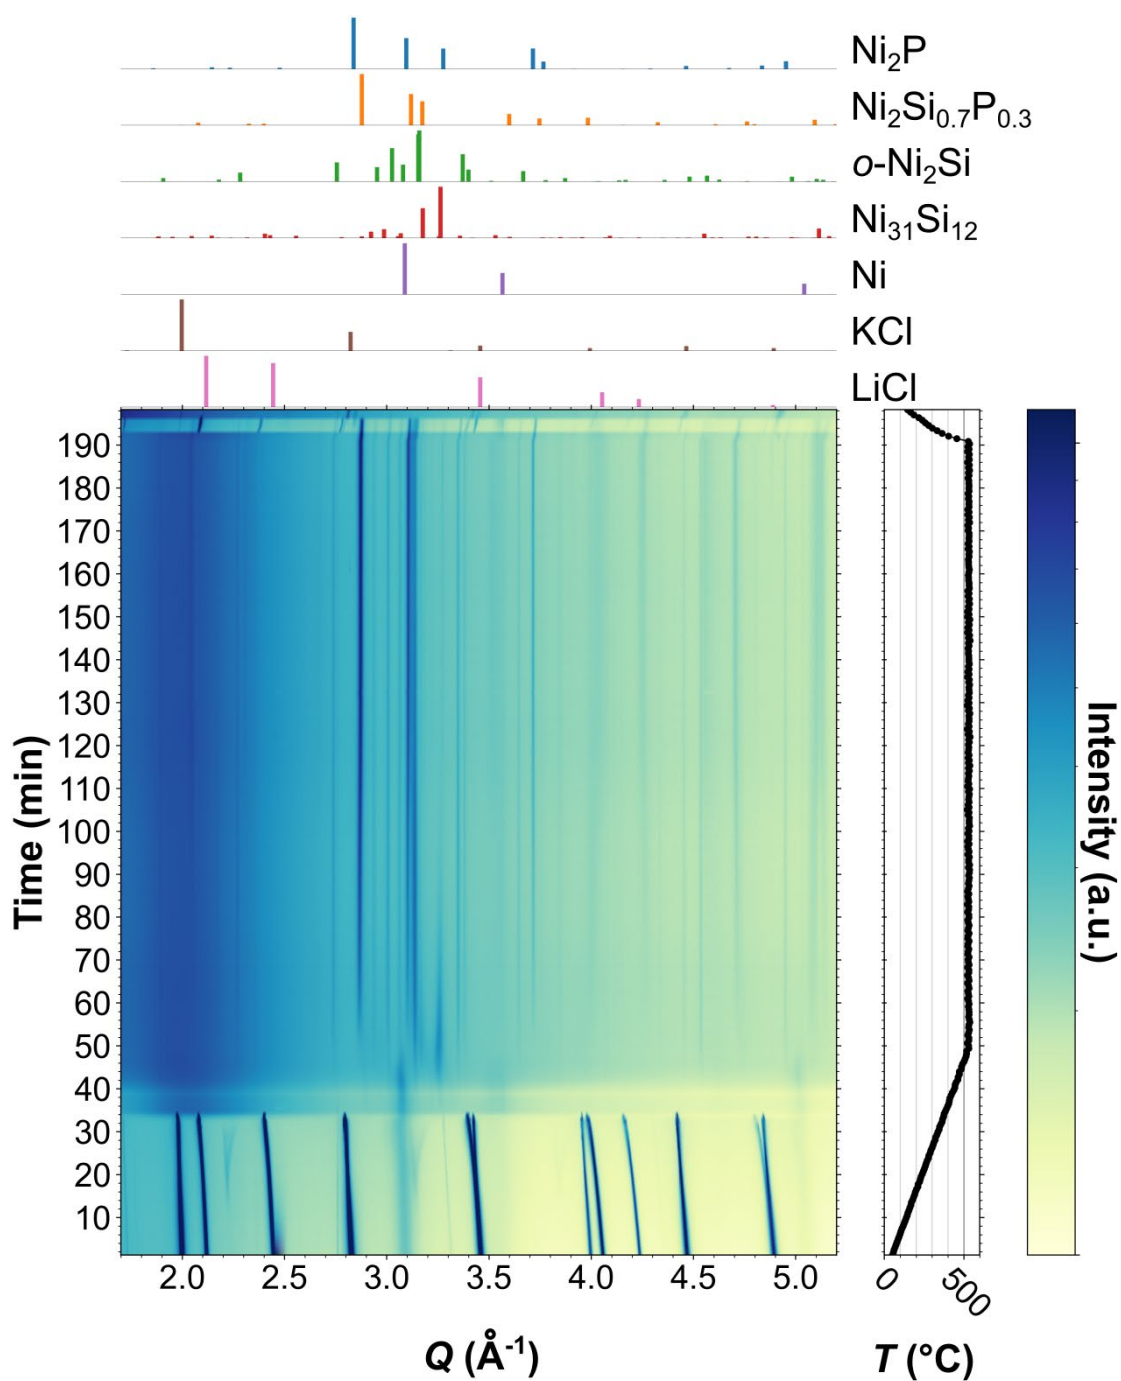 Ni₂P
Ni₂Si₀.₇P₀.₃
o-Ni₂Si
Ni₃₁Si₁₂
Ni
KCl
LiCl
190
180
170
160
150
140
130
120
110
100
90
80
70
60
50
40
30
20
10
Time (min)
2.0 2.5 3.0 3.5 4.0 4.5 5.0
Q (Å⁻¹)
0 500
T (°C)
Intensity (a.u.)